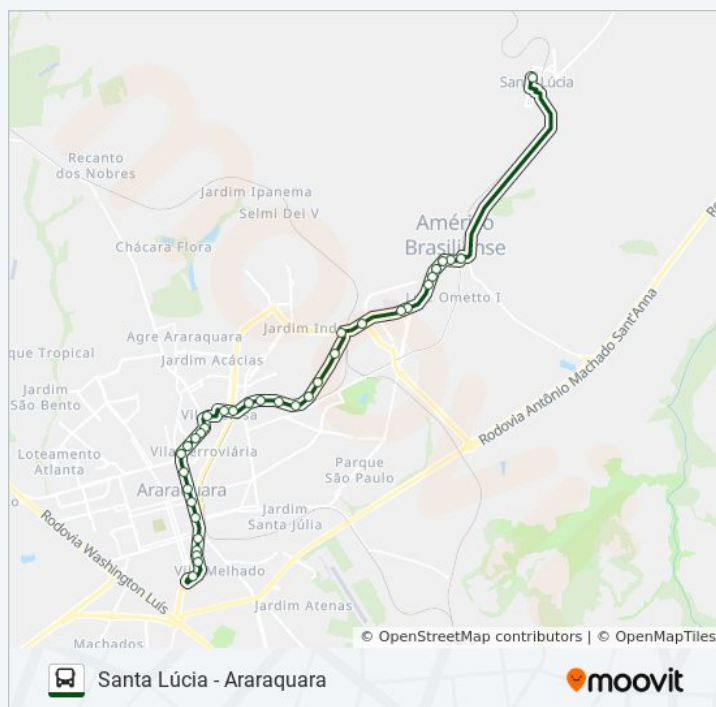 Santa Lúcia
Recanto
dos Nobres
Jardim Ipanema
Selmi Dei V
Américo
Brasiliense
Chácara Flora
Ometto I
Agre Araraquara
Jardim Acácias
que Tropical
Jardim
São Bento
Rodovia Antônio Machado Sant'Anna
Loteamento
Atlanta
Vila Ferroviária
Parque
São Paulo
Araraquara
Jardim
Santa Júlia
Rodovia Washington Luís
Vila Melhado
Jardim Atenas
Machados
© OpenStreetMap contributors | © OpenMapTiles
Santa Lúcia - Araraquara
moovit